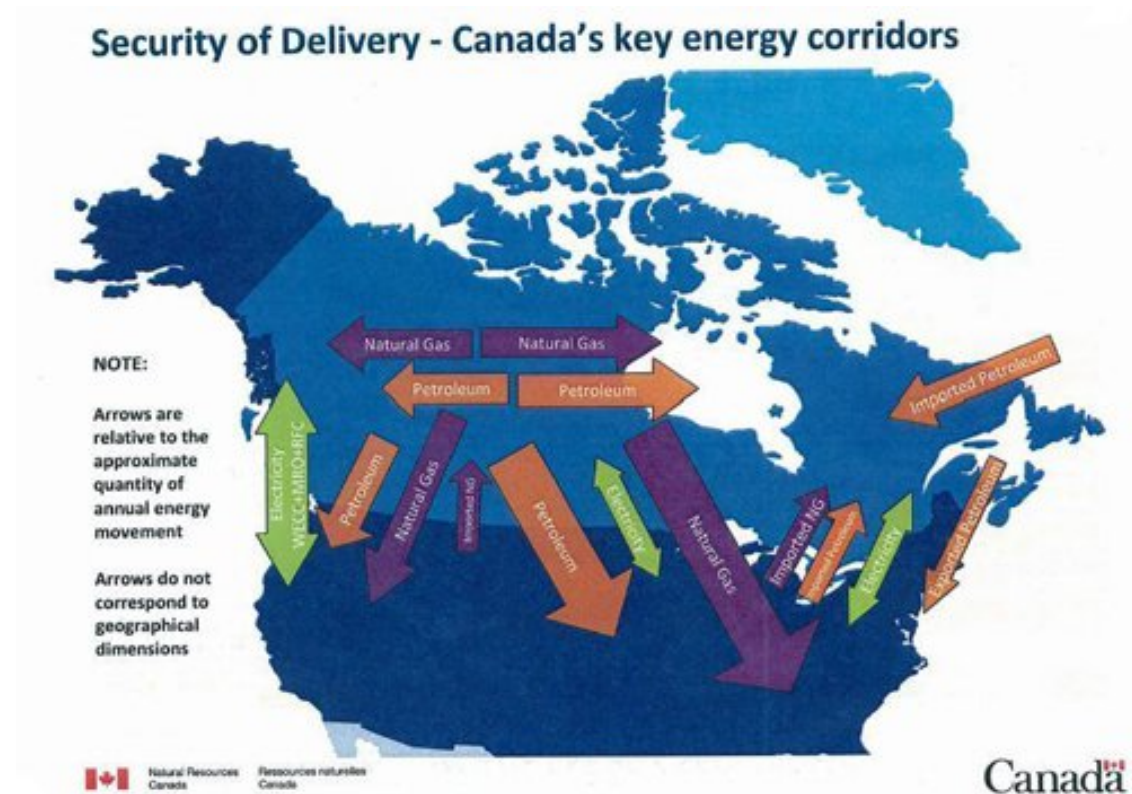 Security of Delivery - Canada's key energy corridors
Natural Gas
Natural Gas
Petroleum
Petroleum
Imported Petroleum
NOTE:
Arrows are
relative to the
approximate
quantity of
annual energy
movement
Arrows do not
correspond to
geographical
dimensions
Electricity
WECC+MRO+RFC
Petroleum
Natural Gas
Imported NG
Petroleum
Electricity
Natural Gas
Imported NG
Petroleum
Electricity
Exported Petroleum
Natural Resources
Canada
Ressources naturelles
Canada
Canada